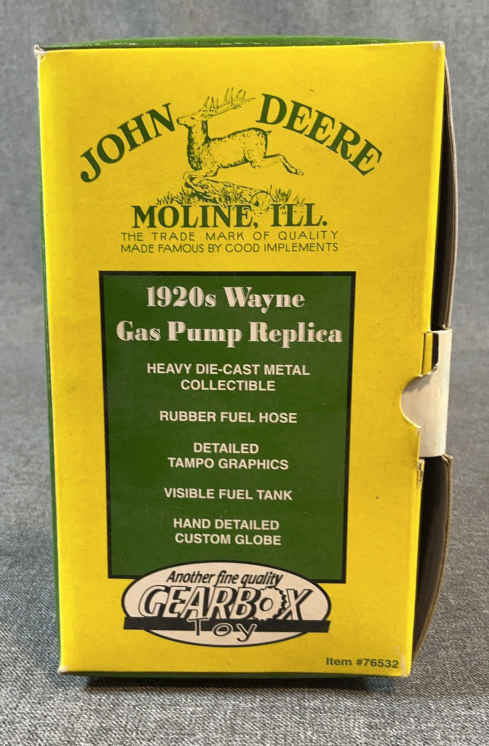 JOHN DEERE
MOLINE, ILL.
THE TRADE MARK OF QUALITY
MADE FAMOUS BY GOOD IMPLEMENTS
1920s Wayne
Gas Pump Replica
HEAVY DIE-CAST METAL
COLLECTIBLE
RUBBER FUEL HOSE
DETAILED
TAMPO GRAPHICS
VISIBLE FUEL TANK
HAND DETAILED
CUSTOM GLOBE
Another fine quality
GEARBOX
Toy
Item #76532